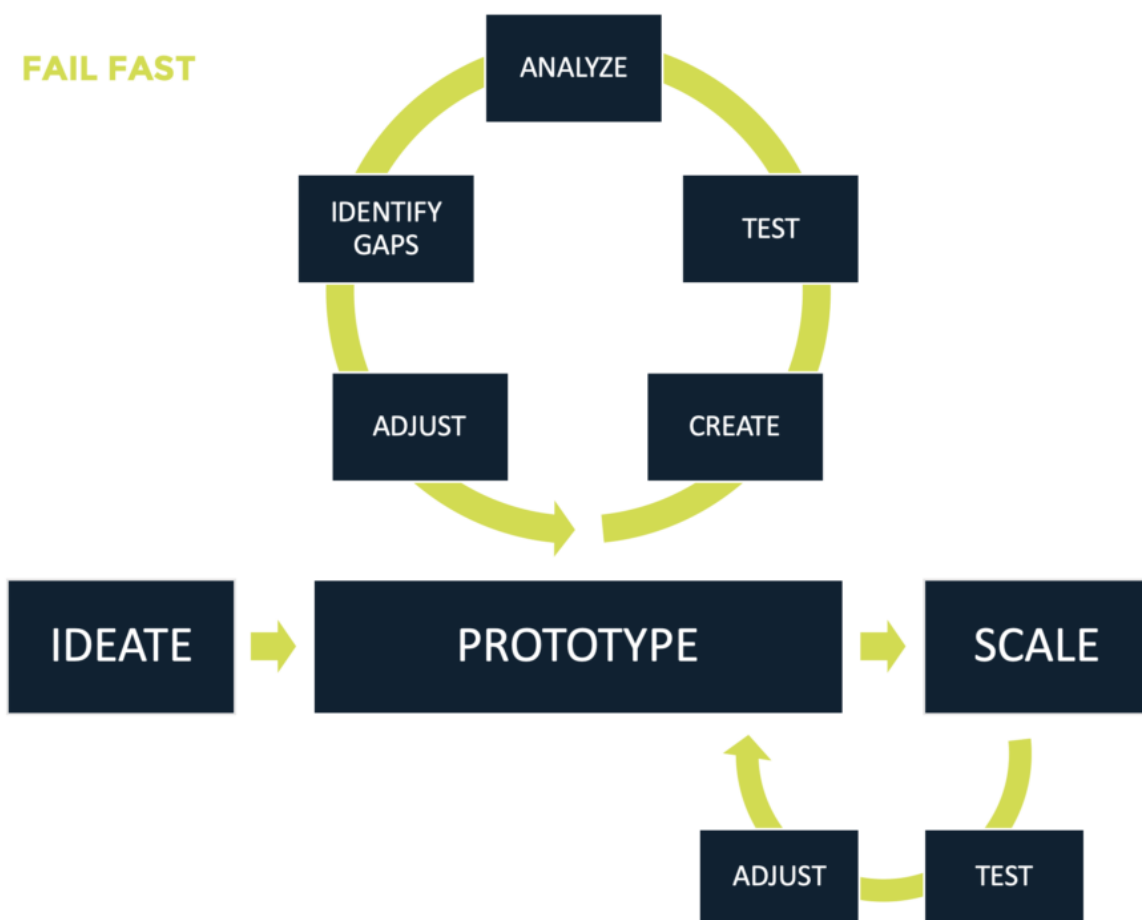 FAIL FAST
ANALYZE
IDENTIFY
GAPS
TEST
ADJUST
CREATE
IDEATE
PROTOTYPE
SCALE
ADJUST
TEST